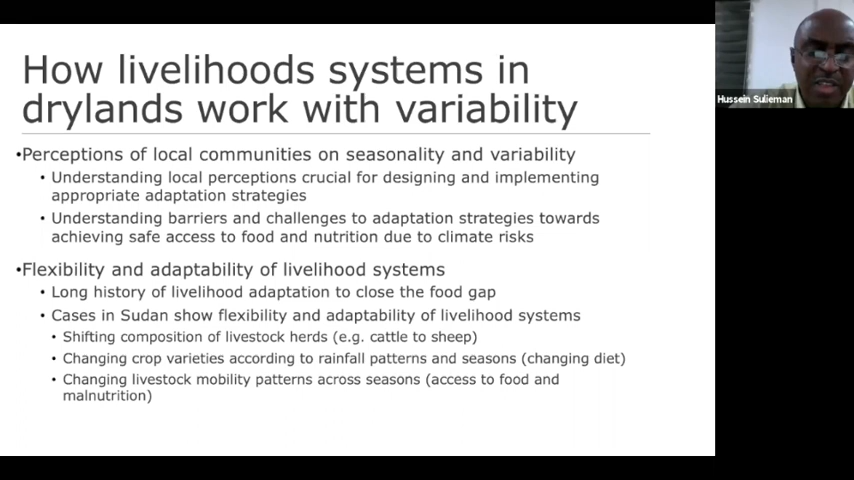 How livelihoods systems in
drylands work with variability
•Perceptions of local communities on seasonality and variability
• Understanding local perceptions crucial for designing and implementing
appropriate adaptation strategies
• Understanding barriers and challenges to adaptation strategies towards
achieving safe access to food and nutrition due to climate risks
•Flexibility and adaptability of livelihood systems
• Long history of livelihood adaptation to close the food gap
• Cases in Sudan show flexibility and adaptability of livelihood systems
• Shifting composition of livestock herds (e.g. cattle to sheep)
• Changing crop varieties according to rainfall patterns and seasons (changing diet)
• Changing livestock mobility patterns across seasons (access to food and
malnutrition)
Hussein Sulieman